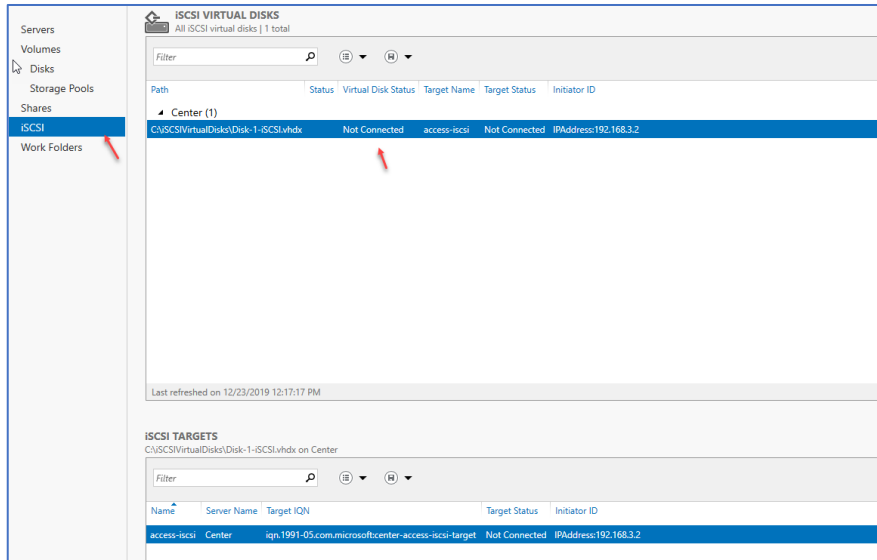 Servers
Volumes
Disks
Storage Pools
Shares
iSCSI
Work Folders
iSCSI VIRTUAL DISKS
All iSCSI virtual disks | 1 total
Filter
Path Status Virtual Disk Status Target Name Target Status Initiator ID
Center (1)
C:\iSCSIVirtualDisks\Disk-1-iSCSI.vhdx Not Connected access-iscsi Not Connected IPAddress:192.168.3.2
Last refreshed on 12/23/2019 12:17:17 PM
iSCSI TARGETS
C:\iSCSIVirtualDisks\Disk-1-iSCSI.vhdx on Center
Filter
Name Server Name Target IQN Target Status Initiator ID
access-iscsi Center iqn.1991-05.com.microsoft:center-access-iscsi-target Not Connected IPAddress:192.168.3.2